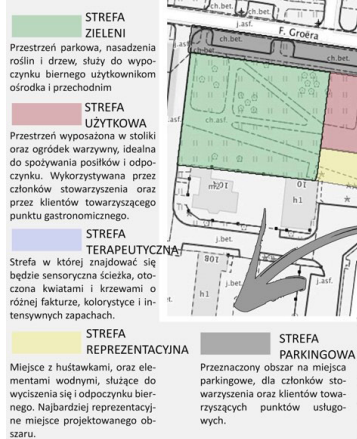 STREFA
ZIELENI
Przestrzeń parkowa, nasadzenia
roślin i drzew, służy do wypo-
czynku biernego użytkownikom
ośrodka i przechodnim
STREFA
UŻYTKOWA
Przestrzeń wyposażona w stoliki
oraz ogródek warzywny, idealna
do spożywania posiłków i odpo-
czynku. Wykorzystywana przez
członków stowarzyszenia oraz
przez klientów towarzyszącego
punktu gastronomicznego.
STREFA
TERAPEUTYCZNA
Strefa w której znajdować się
będzie sensoryczna ścieżka, oto-
czona kwiatami i krzewami o
różnej fakturze, kolorystyce i in-
tensywnych zapachach.
STREFA
REPREZENTACYJNA
Miejsce z huśtawkami, oraz ele-
mentami wodnymi, służące do
wyciszenia się i odpoczynku bier-
nego. Najbardziej reprezentacyj-
ne miejsce projektowanego ob-
szaru.
STREFA
PARKINGOWA
Przeznaczony obszar na miejsca
parkingowe, dla członków sto-
warzyszenia oraz klientów towa-
rzyszących punktów usługo-
wych.
ch.bet.
ch.bet.
F. Groëra
j.asf.
ch.bet.
ch.bet.
ch.asf.
h1
j.bet.
j.bet.
h1
j.bet.